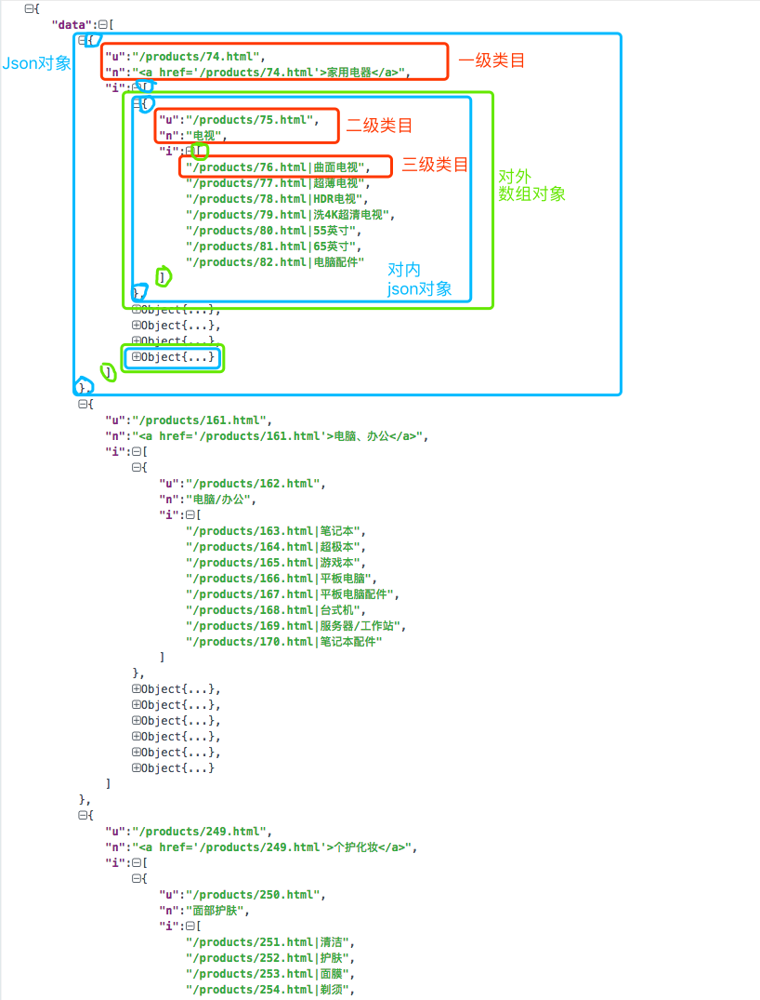 {
"data":[
{
Json对象
"u":"/products/74.html",
一级类目
"n":"<a href='/products/74.html'>家用电器</a>",
"i":[
{
"u":"/products/75.html",
二级类目
"n":"电视",
"i":[
"/products/76.html|曲面电视",
三级类目
"/products/77.html|超薄电视",
对外
数组对象
"/products/78.html|HDR电视",
"/products/79.html|洗4K超清电视",
"/products/80.html|55英寸",
"/products/81.html|65英寸",
"/products/82.html|电脑配件"
对内
json对象
]
},
Object{...},
Object{...},
Object{...},
Object{...}
]
},
{
"u":"/products/161.html",
"n":"<a href='/products/161.html'>电脑、办公</a>",
"i":[
{
"u":"/products/162.html",
"n":"电脑/办公",
"i":[
"/products/163.html|笔记本",
"/products/164.html|超极本",
"/products/165.html|游戏本",
"/products/166.html|平板电脑",
"/products/167.html|平板电脑配件",
"/products/168.html|台式机",
"/products/169.html|服务器/工作站",
"/products/170.html|笔记本配件"
]
},
Object{...},
Object{...},
Object{...},
Object{...},
Object{...},
Object{...}
]
},
{
"u":"/products/249.html",
"n":"<a href='/products/249.html'>个护化妆</a>",
"i":[
{
"u":"/products/250.html",
"n":"面部护肤",
"i":[
"/products/251.html|清洁",
"/products/252.html|护肤",
"/products/253.html|面膜",
"/products/254.html|剃须",